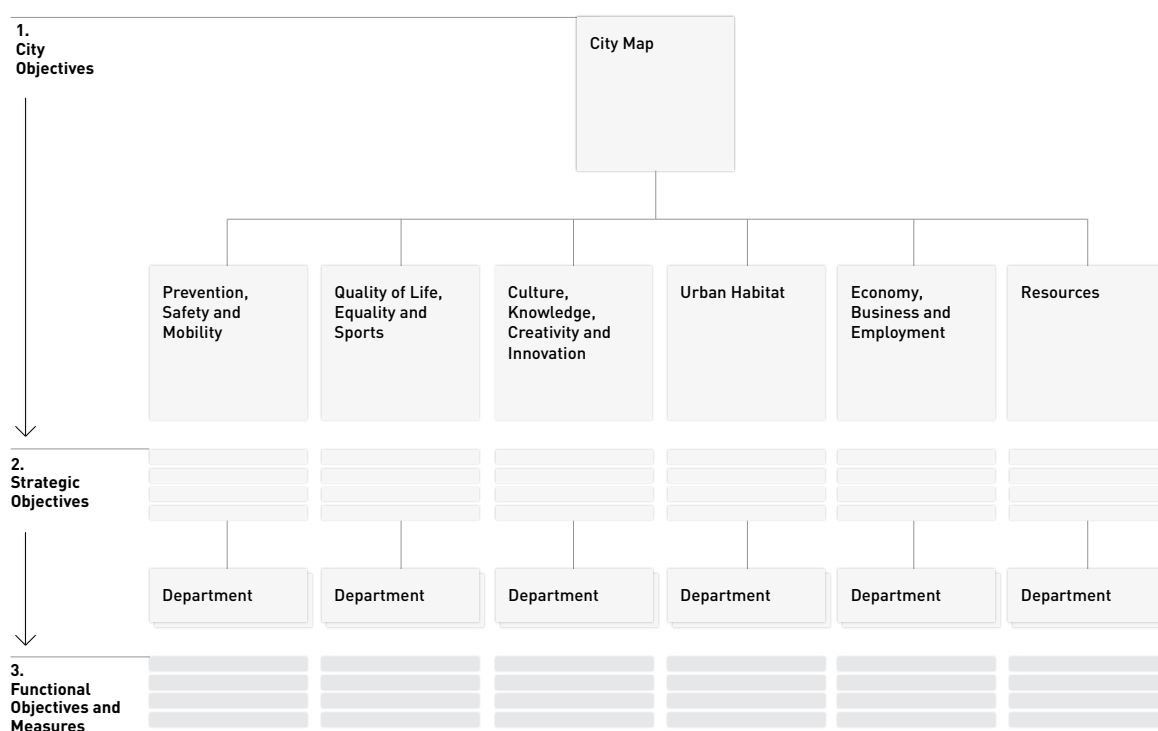 1.
City
Objectives
City Map
Prevention,
Safety and
Mobility
Quality of Life,
Equality and
Sports
Culture,
Knowledge,
Creativity and
Innovation
Urban Habitat
Economy,
Business and
Employment
Resources
2.
Strategic
Objectives
Department
Department
Department
Department
Department
Department
3.
Functional
Objectives and
Measures